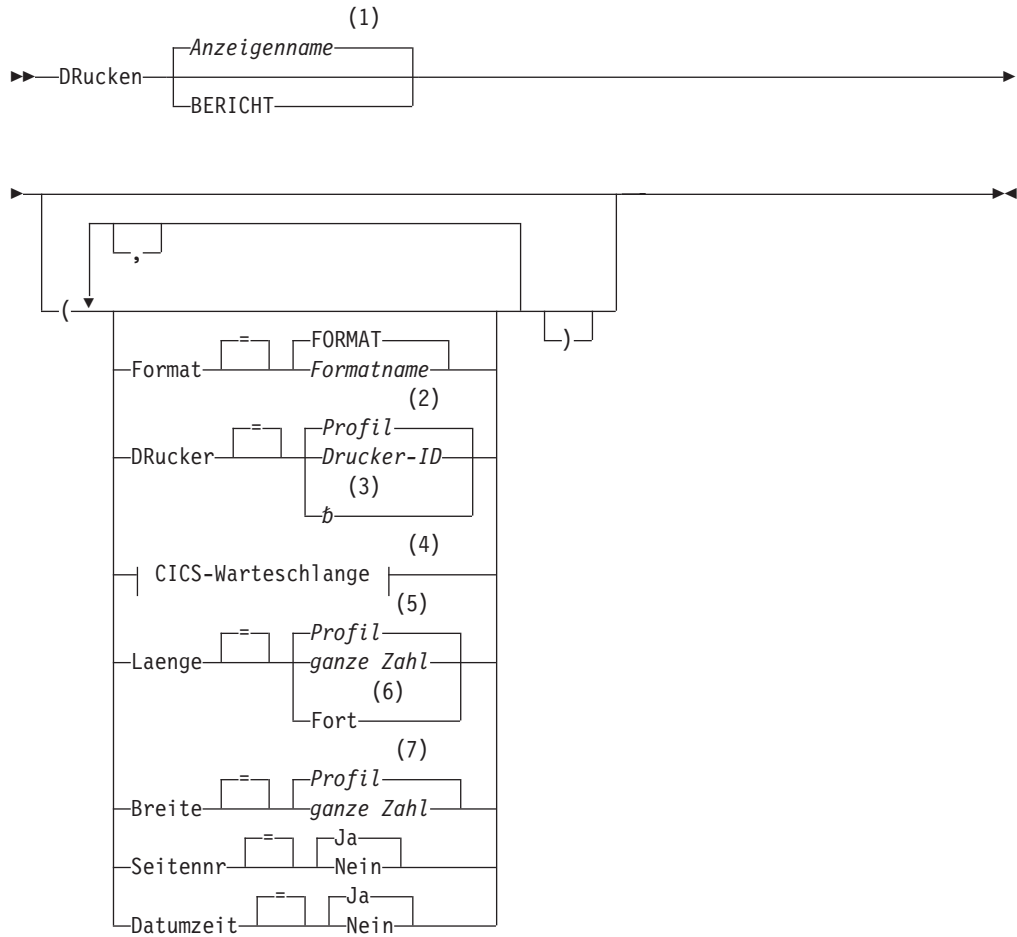 (1)
Anzeigenname
DRucken
BERICHT
,
(
)
Format = FORMAT
Formatname
(2)
DRucker = Profil
Drucker-ID
(3)
ƀ
(4)
CICS-Warteschlange
(5)
Laenge = Profil
ganze Zahl
(6)
Fort
(7)
Breite = Profil
ganze Zahl
Seitennr = Ja
Nein
Datumzeit = Ja
Nein